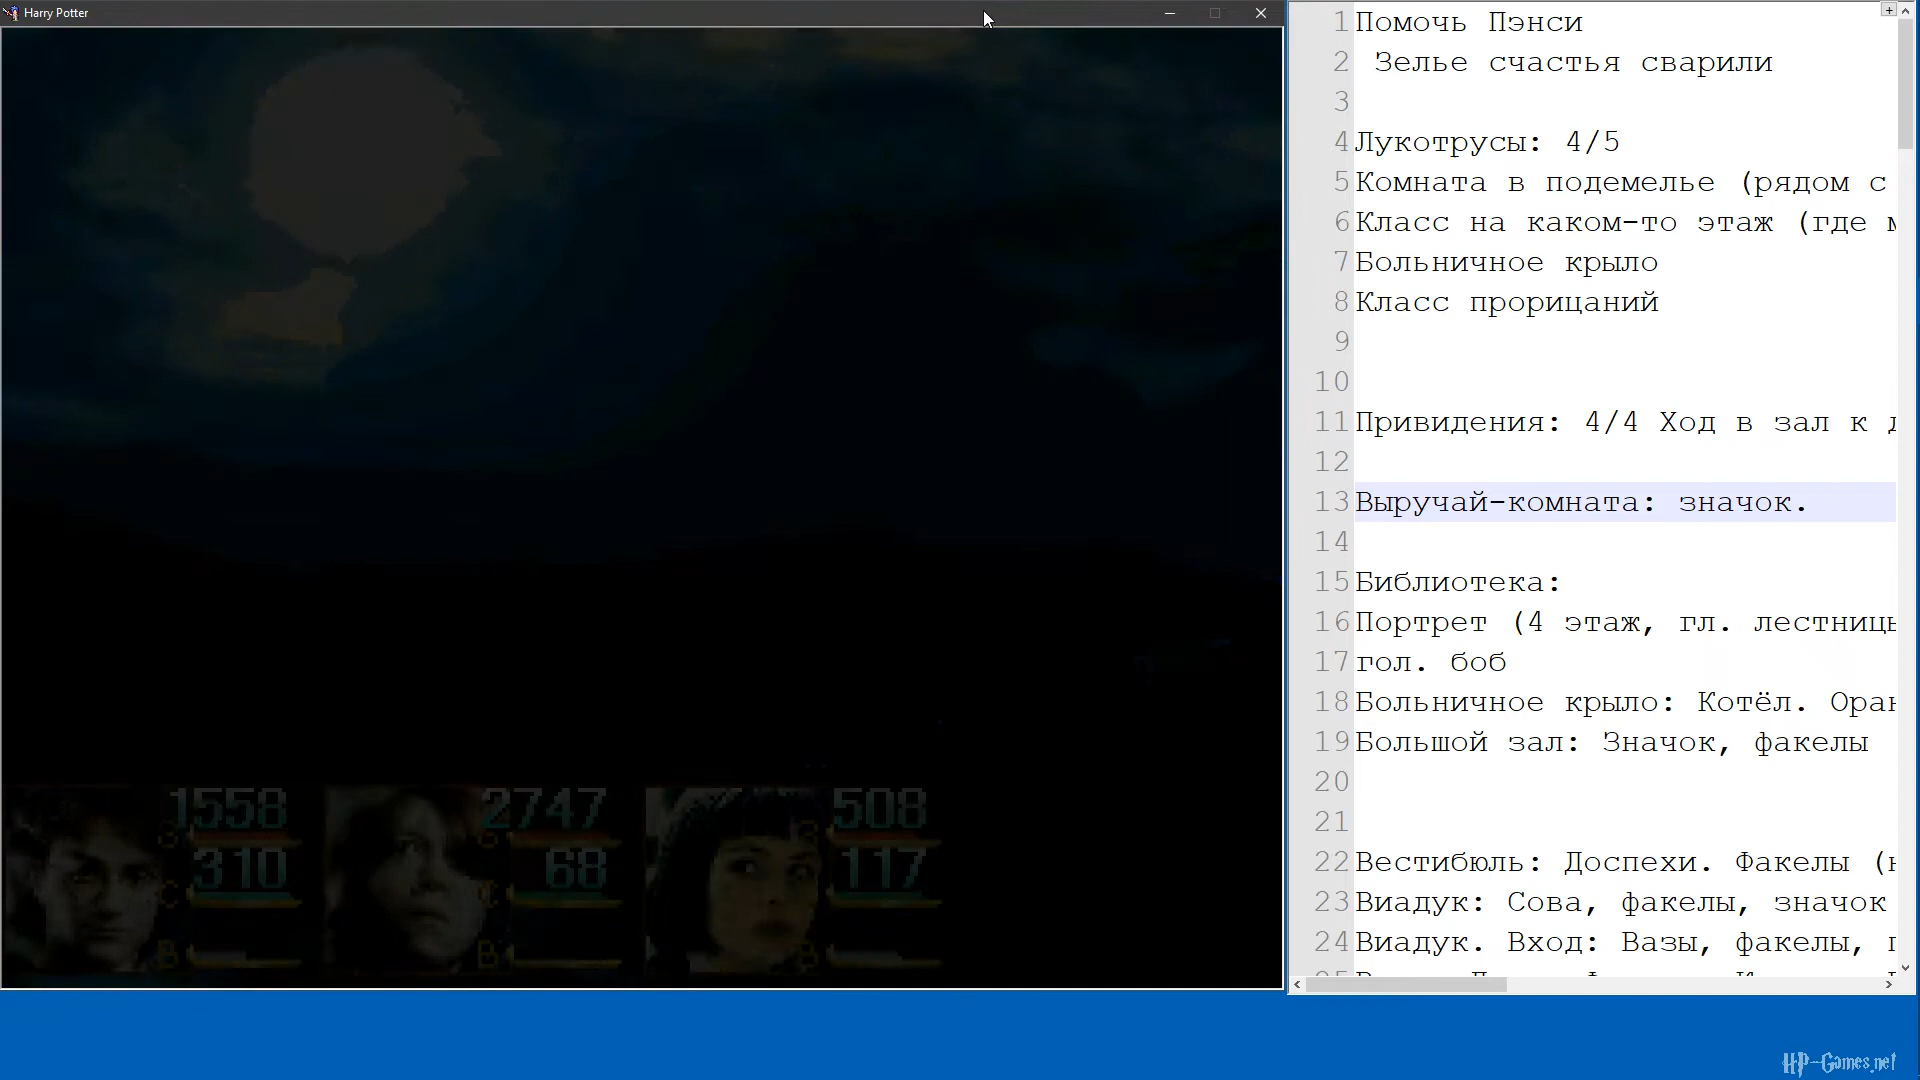 Harry Potter
1558
310
2747
68
508
117
1 Помочь Пэнси
2 Зелье счастья сварили
3
4 Лукотрусы: 4/5
5 Комната в подемелье (рядом с
6 Класс на каком-то этаж (где
7 Больничное крыло
8 Класс прорицаний
9
10
11 Привидения: 4/4 Ход в зал к
12
13 Выручай-комната: значок.
14
15 Библиотека:
16 Портрет (4 этаж, гл. лестницы
17 гол. боб
18 Больничное крыло: Котёл. Оран
19 Большой зал: Значок, факелы
20
21
22 Вестибюль: Доспехи. Факелы (н
23 Виадук: Сова, факелы, значок
24 Виадук. Вход: Вазы, факелы,
HP-Games.net